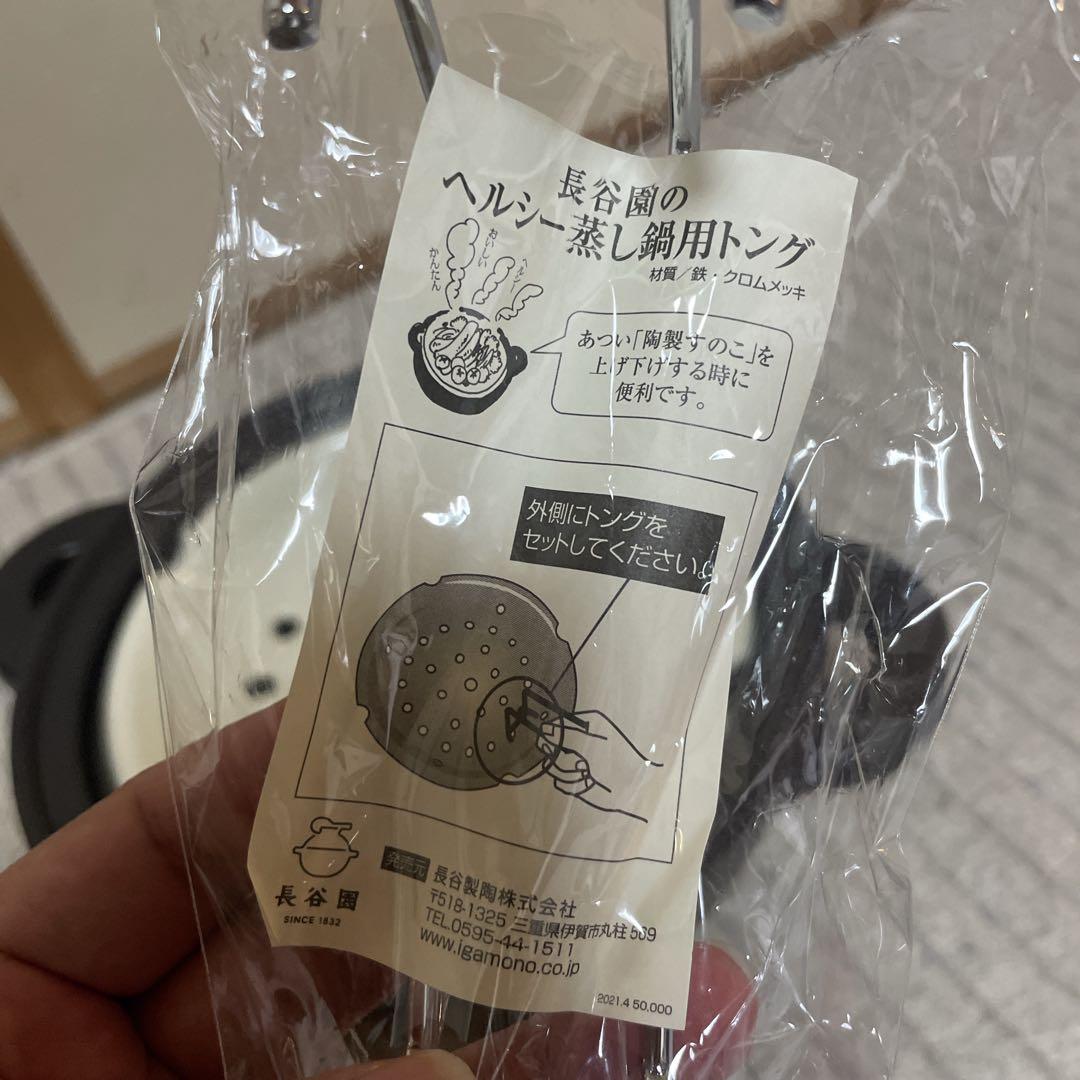 長谷園の
ヘルシー蒸し鍋用トング
材質／鉄・クロムメッキ
かんたん
おいしい
ヘルシー
あつい「陶製すのこ」を
上げ下げする時に
便利です。
外側にトングを
セットしてください。
長谷園
SINCE 1832
発売元 長谷製陶株式会社
〒518-1325 三重県伊賀市丸柱569
TEL.0595-44-1511
www.igamono.co.jp
2021.4 50,000